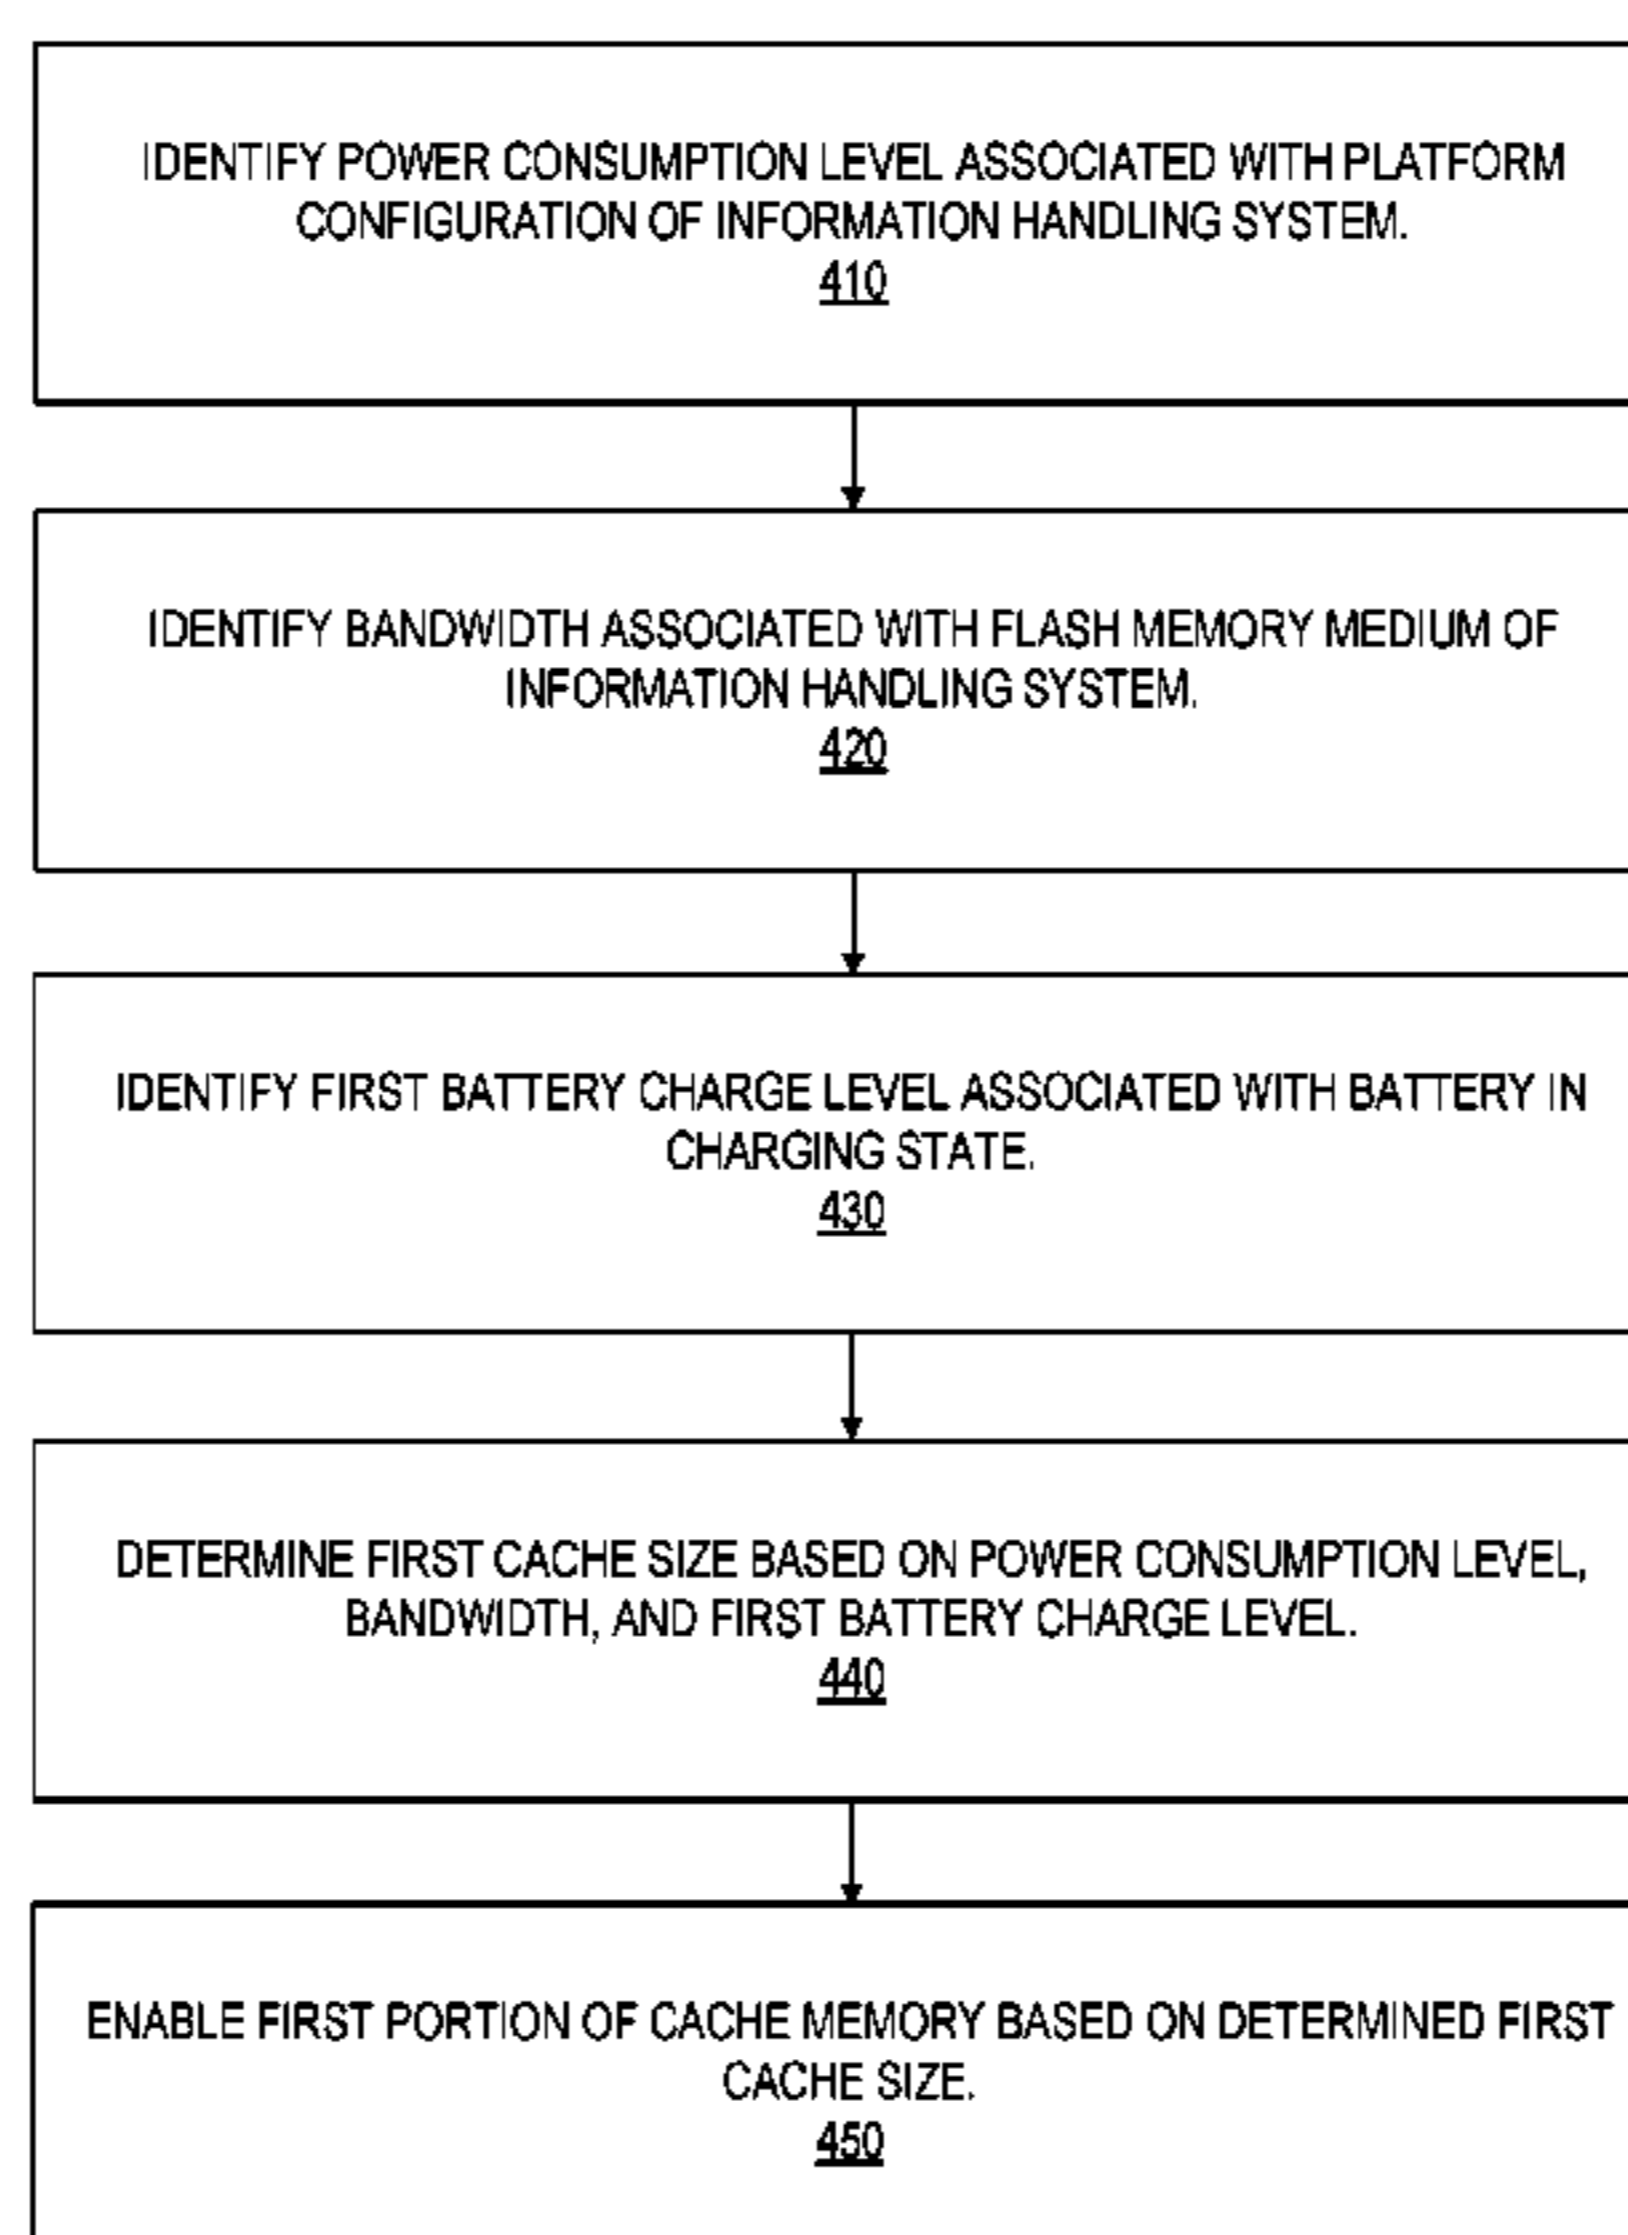 IDENTIFY POWER CONSUMPTION LEVEL ASSOCIATED WITH PLATFORM
CONFIGURATION OF INFORMATION HANDLING SYSTEM.
410
IDENTIFY BANDWIDTH ASSOCIATED WITH FLASH MEMORY MEDIUM OF
INFORMATION HANDLING SYSTEM.
420
IDENTIFY FIRST BATTERY CHARGE LEVEL ASSOCIATED WITH BATTERY IN
CHARGING STATE.
430
DETERMINE FIRST CACHE SIZE BASED ON POWER CONSUMPTION LEVEL,
BANDWIDTH, AND FIRST BATTERY CHARGE LEVEL.
440
ENABLE FIRST PORTION OF CACHE MEMORY BASED ON DETERMINED FIRST
CACHE SIZE.
450